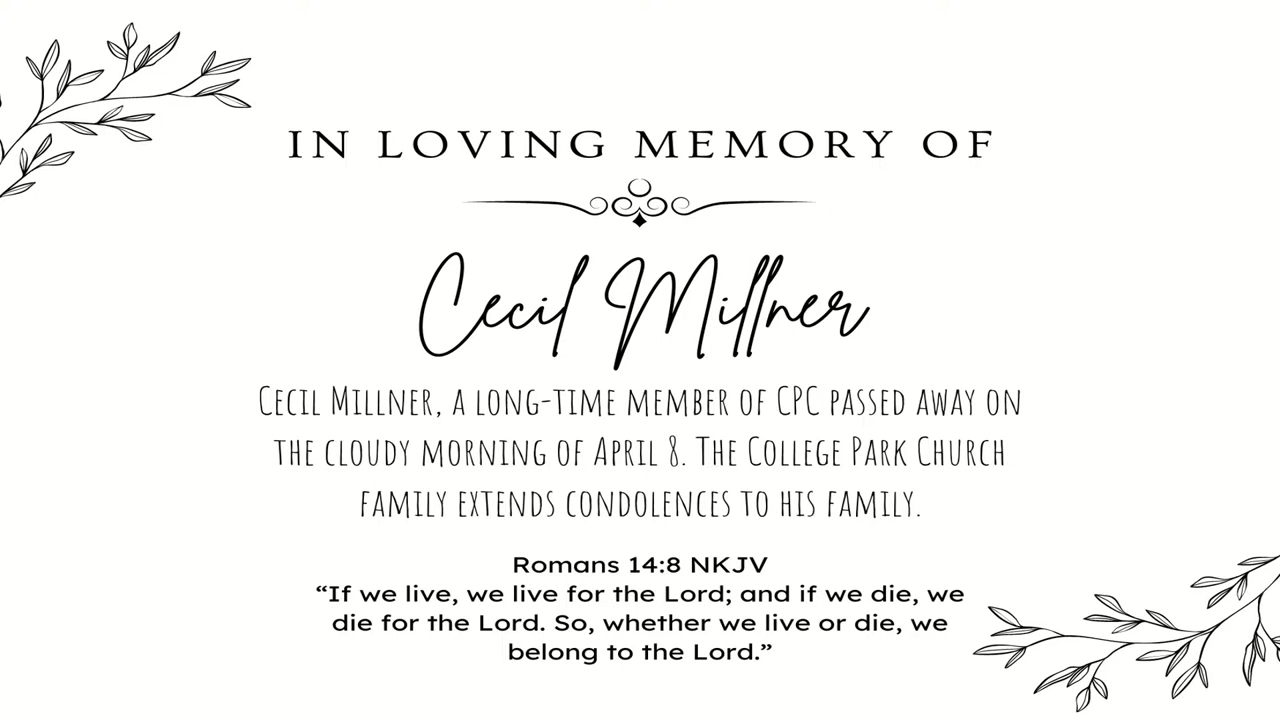 IN LOVING MEMORY OF
Cecil Millner
Cecil Millner, a long-time member of CPC passed away on
the cloudy morning of April 8. The College Park Church
family extends condolences to his family.
Romans 14:8 NKJV
“If we live, we live for the Lord; and if we die, we
die for the Lord. So, whether we live or die, we
belong to the Lord.”